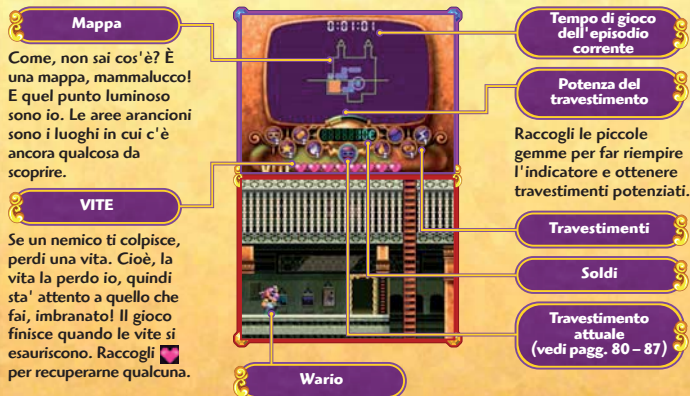 Mappa
Come, non sai cos'è? È
una mappa, mammalucco!
E quel punto luminoso
sono io. Le aree arancioni
sono i luoghi in cui c'è
ancora qualcosa da
scoprire.
VITE
Se un nemico ti colpisce,
perdi una vita. Cioè, la
vita la perdo io, quindi
sta' attento a quello che
fai, imbranato! Il gioco
finisce quando le vite si
esauriscono. Raccogli
per recuperarne qualcuna.
0:01:01
Wario
Tempo di gioco
dell'episodio
corrente
Potenza del
travestimento
Raccogli le piccole
gemme per far riempire
l'indicatore e ottenere
travestimenti potenziati.
Travestimenti
Soldi
Travestimento
attuale
(vedi pagg. 80 – 87)